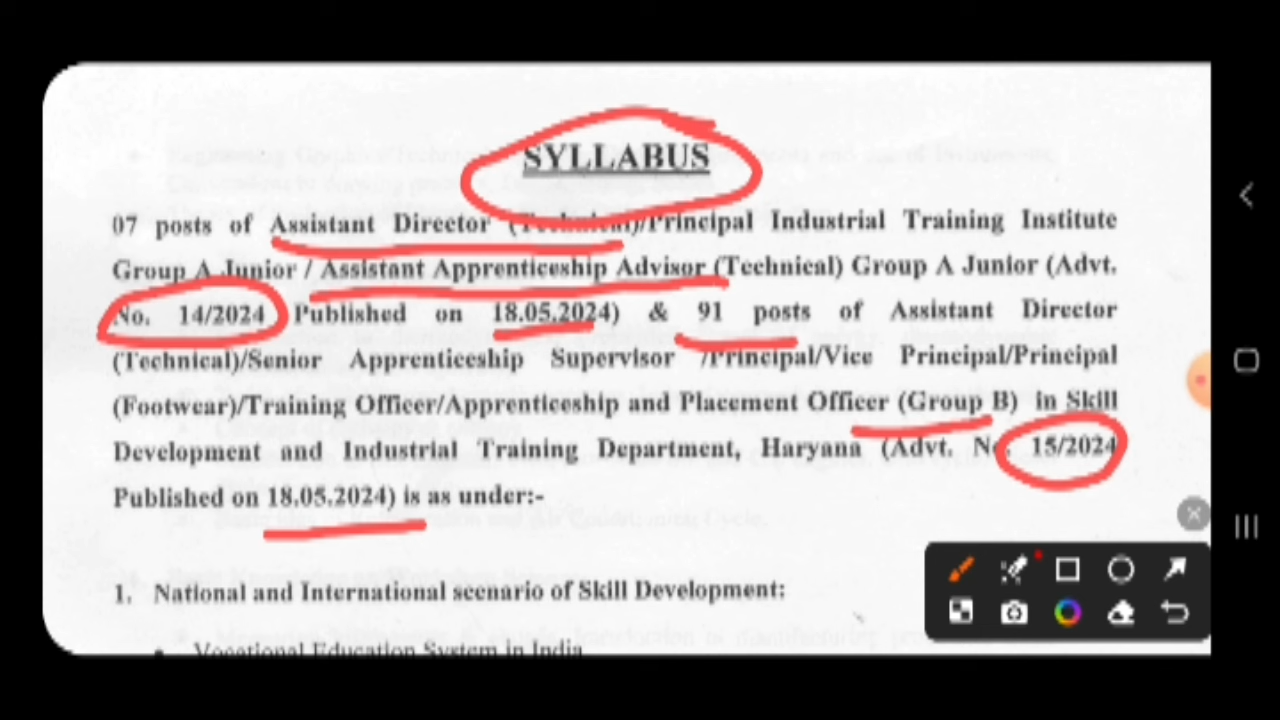 SYLLABUS
07 posts of Assistant Director (Technical)/Principal Industrial Training Institute
Group A Junior / Assistant Apprenticeship Advisor (Technical) Group A Junior (Advt.
No. 14/2024 Published on 18.05.2024) & 91 posts of Assistant Director
(Technical)/Senior Apprenticeship Supervisor /Principal/Vice Principal/Principal
(Footwear)/Training Officer/Apprenticeship and Placement Officer (Group B) in Skill
Development and Industrial Training Department, Haryana (Advt. No. 15/2024
Published on 18.05.2024) is as under:-
1. National and International scenario of Skill Development:
• Vocational Education System in India